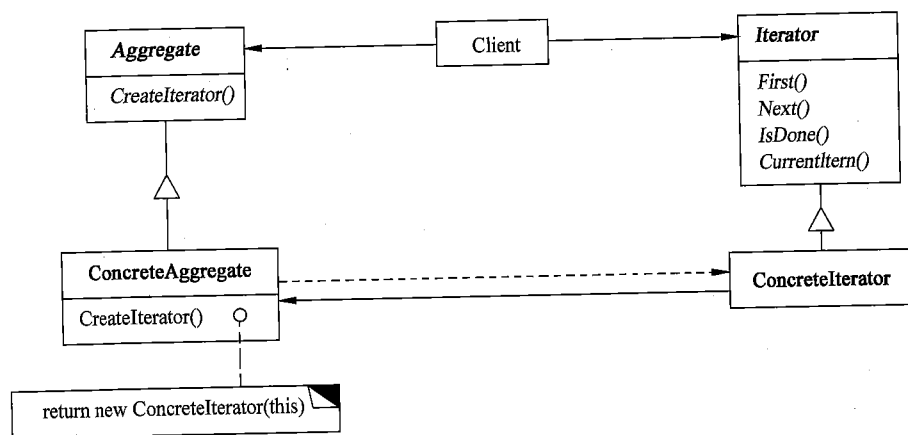 Aggregate
CreateIterator()
Client
Iterator
First()
Next()
IsDone()
CurrentItern()
ConcreteAggregate
CreateIterator()
ConcreteIterator
return new ConcreteIterator(this)